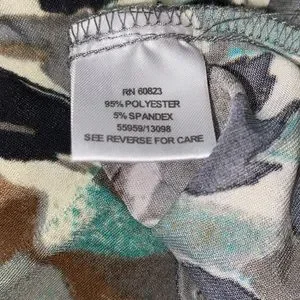 RN 60823
95% POLYESTER
5% SPANDEX
55959/13098
SEE REVERSE FOR CARE